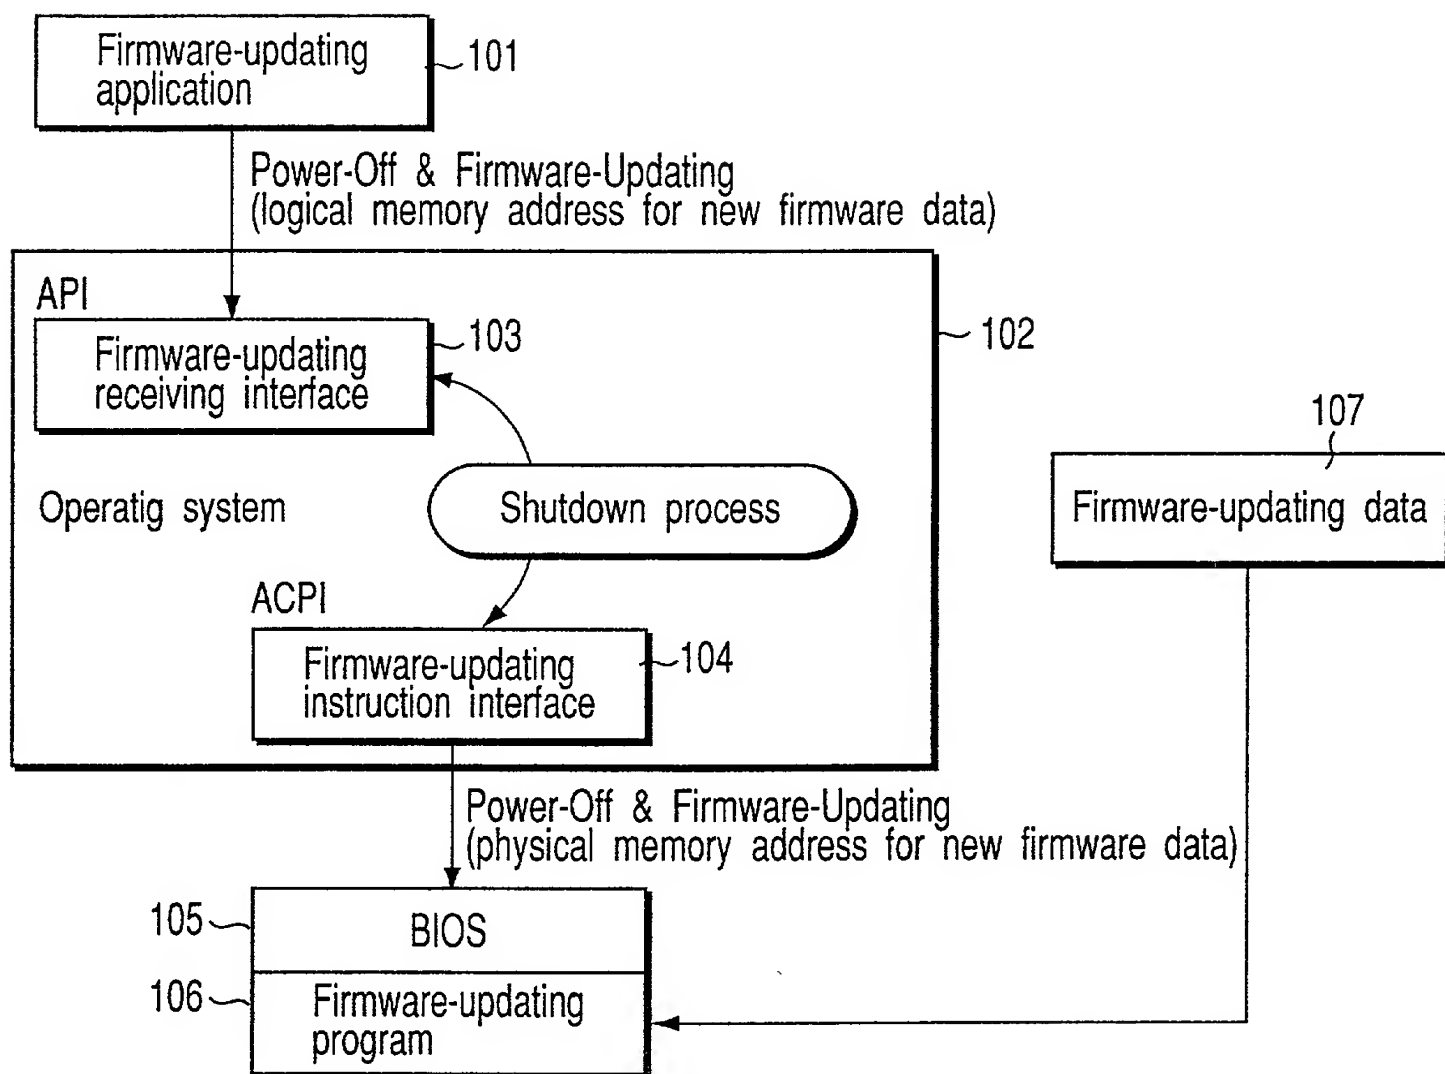 Firmware-updating
application
101
Power-Off & Firmware-Updating
(logical memory address for new firmware data)
API
Firmware-updating
receiving interface
103
102
107
Operatig system
Shutdown process
Firmware-updating data
ACPI
Firmware-updating
instruction interface
104
Power-Off & Firmware-Updating
(physical memory address for new firmware data)
105
BIOS
106
Firmware-updating
program